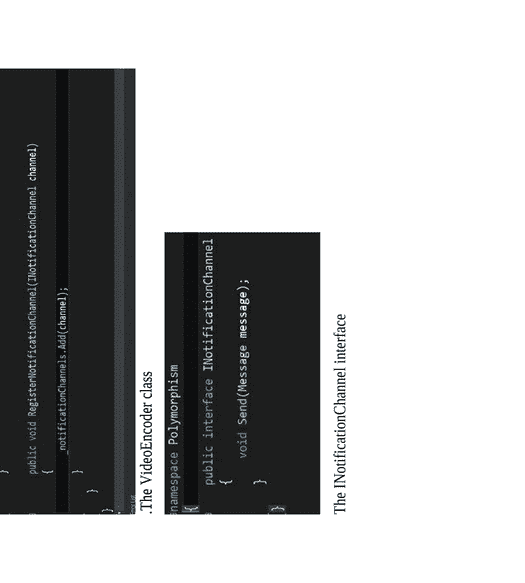 }
public void RegisterNotificationChannel(INotificationChannel channel)
{
_notificationChannels.Add(channel);
}
}
}
.The VideoEncoder class
namespace Polymorphism
{
public interface INotificationChannel
{
void Send(Message message);
}
}
The INotificationChannel interface